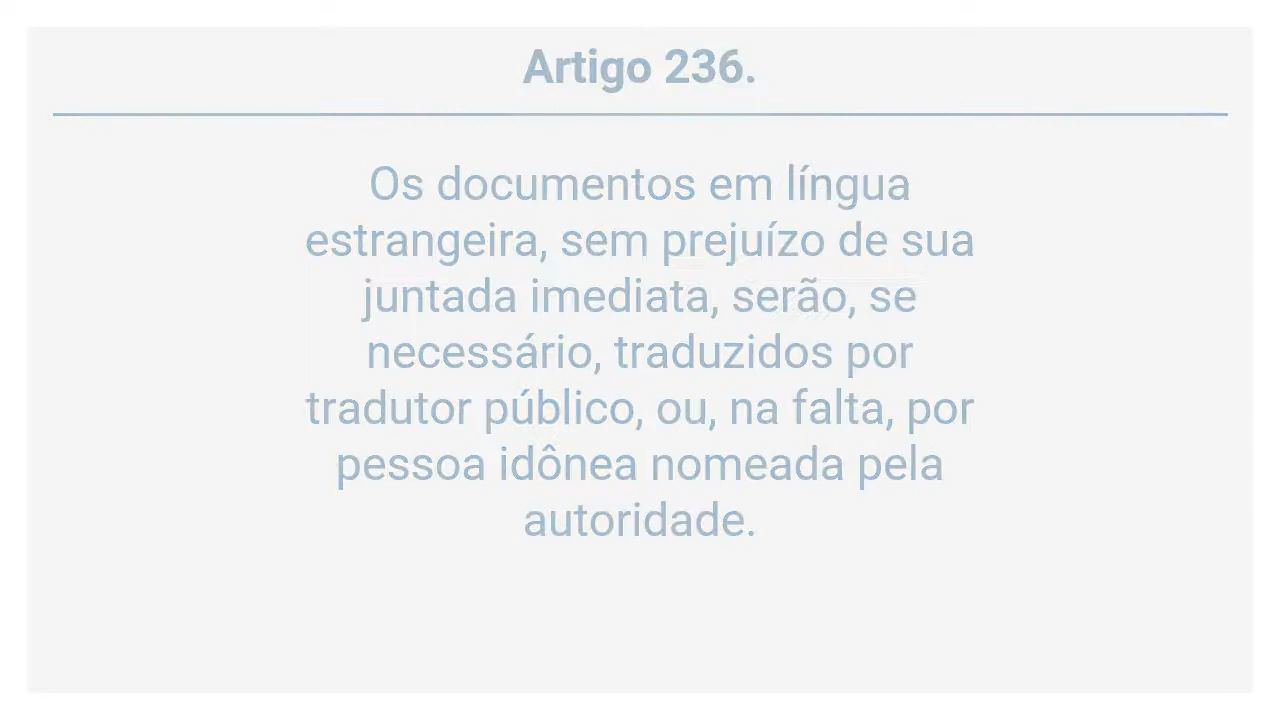 Artigo 236.
Os documentos em língua
estrangeira, sem prejuízo de sua
juntada imediata, serão, se
necessário, traduzidos por
tradutor público, ou, na falta, por
pessoa idônea nomeada pela
autoridade.